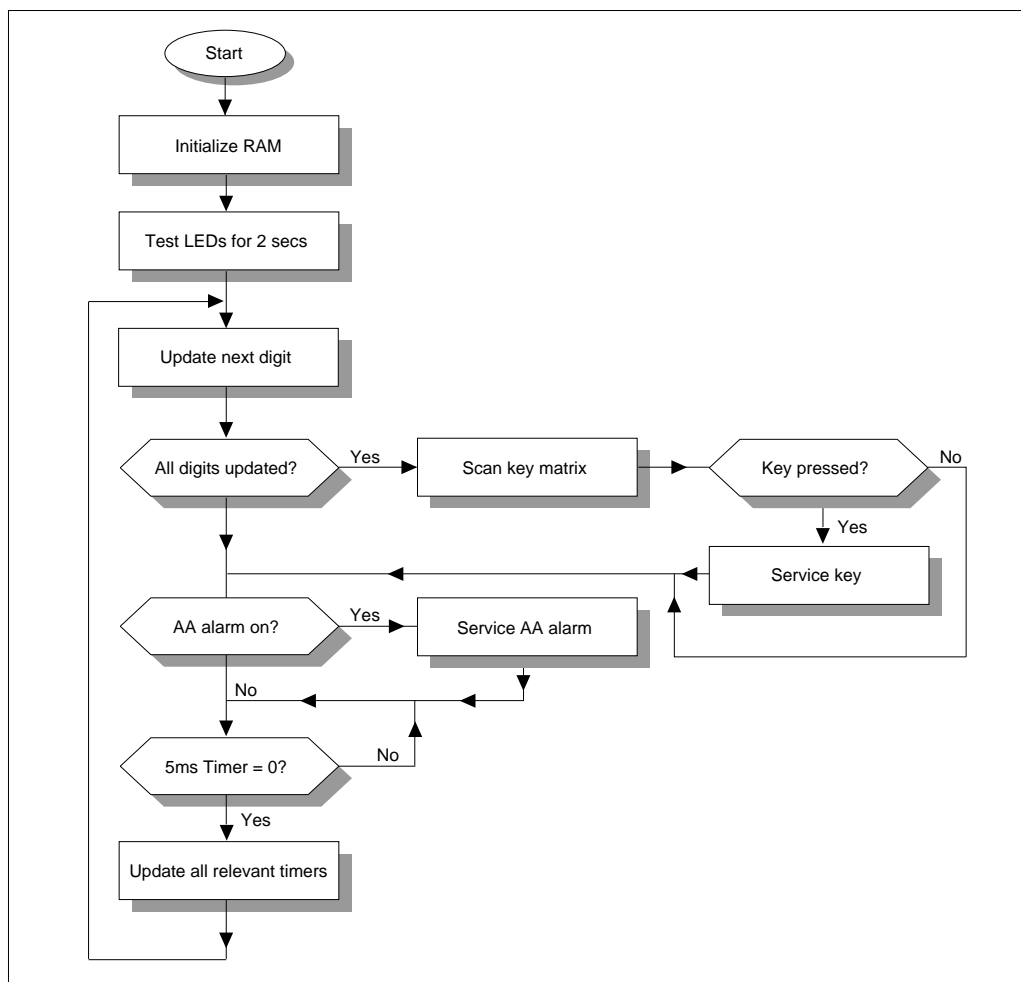 Start
Initialize RAM
Test LEDs for 2 secs
Update next digit
All digits updated?
Yes
Scan key matrix
Key pressed?
No
Yes
Service key
AA alarm on?
Yes
Service AA alarm
No
5ms Timer = 0?
No
Yes
Update all relevant timers